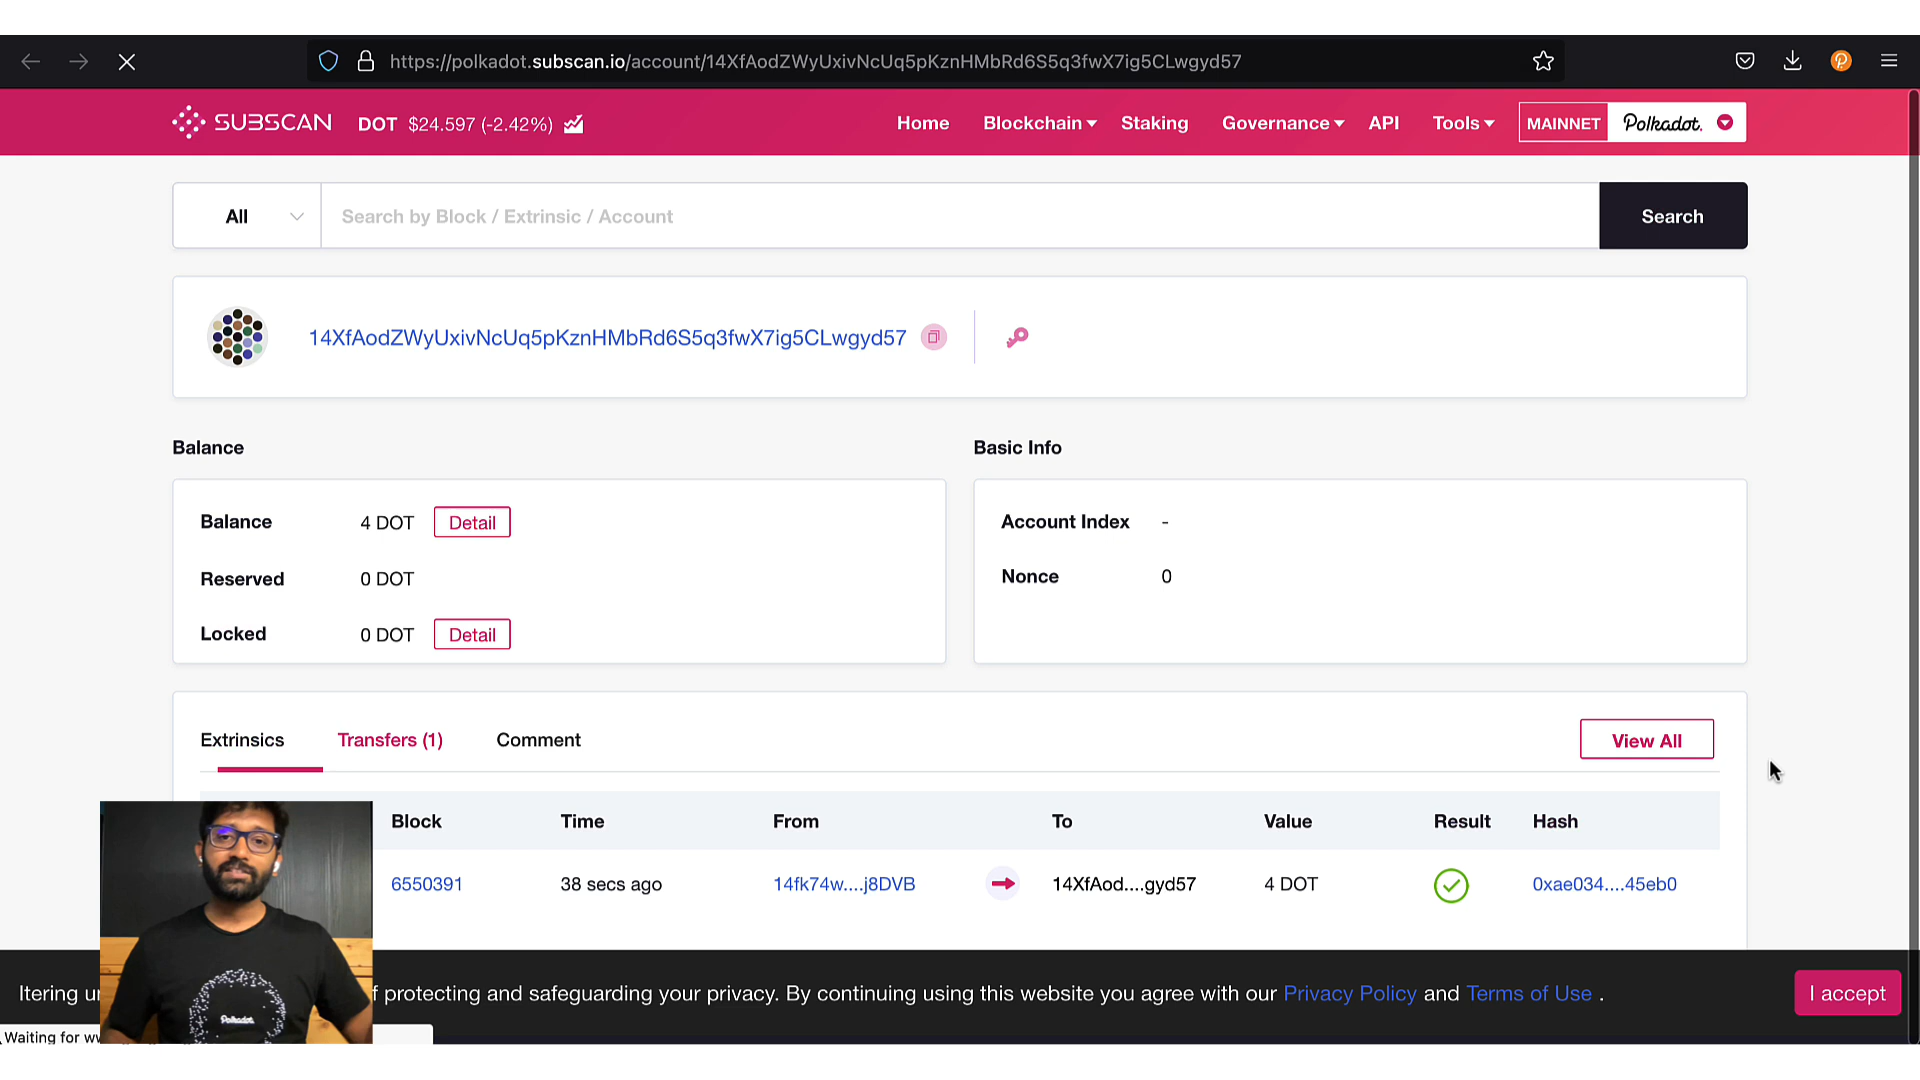 https://polkadot.subscan.io/account/14XfAodZWyUxivNcUq5pKznHMbRd6S5q3fwX7ig5CLwgyd57
SUBSCAN DOT $24.597 (-2.42%) Home Blockchain Staking Governance API Tools MAINNET Polkadot.
All Search by Block / Extrinsic / Account Search
14XfAodZWyUxivNcUq5pKznHMbRd6S5q3fwX7ig5CLwgyd57
Balance Basic Info
Balance 4 DOT Detail Account Index -
Reserved 0 DOT Nonce 0
Locked 0 DOT Detail
Extrinsics Transfers (1) Comment View All
Block Time From To Value Result Hash
6550391 38 secs ago 14fk74w....j8DVB 14XfAod....gyd57 4 DOT 0xae034....45eb0
Itering protecting and safeguarding your privacy. By continuing using this website you agree with our Privacy Policy and Terms of Use . I accept
Polkadot.
Waiting for